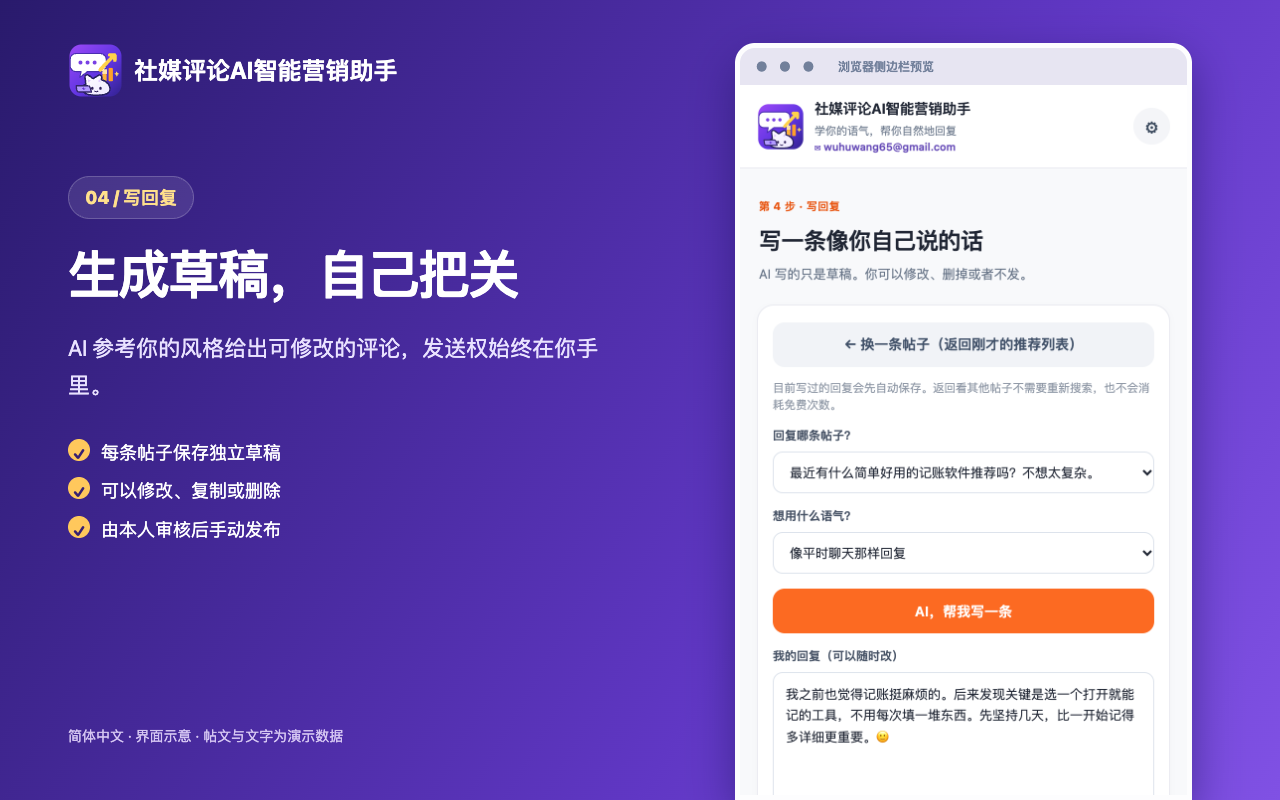 社媒评论AI智能营销助手
04 / 写回复
生成草稿，自己把关
AI 参考你的风格给出可修改的评论，发送权始终在你手
里。
每条帖子保存独立草稿
可以修改、复制或删除
由本人审核后手动发布
简体中文 · 界面示意 · 帖文与文字为演示数据
浏览器侧边栏预览
社媒评论AI智能营销助手
学你的语气，帮你自然地回复
✉ wuhuwang65@gmail.com
第 4 步 · 写回复
写一条像你自己说的话
AI 写的只是草稿。你可以修改、删掉或者不发。
← 换一条帖子（返回刚才的推荐列表）
目前写过的回复会先自动保存。返回看其他帖子不需要重新搜索，也不会消
耗免费次数。
回复哪条帖子？
最近有什么简单好用的记账软件推荐吗？不想太复杂。
想用什么语气？
像平时聊天那样回复
AI，帮我写一条
我的回复（可以随时改）
我之前也觉得记账挺麻烦的。后来发现关键是选一个打开就能
记的工具，不用每次填一堆东西。先坚持几天，比一开始记得
多详细更重要。🙂